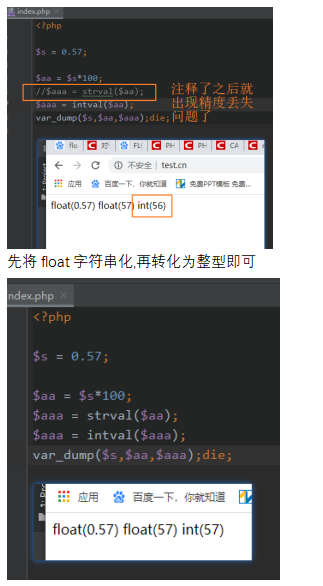 index.php
<?php
$s = 0.57;
$aa = $s*100;
//$aaa = strval($aa);
$aaa = intval($aa);
var_dump($s,$aa,$aaa);die;
注释了之后就
出现精度丢失
问题了
flo
对
FLI
PH
PH
CA
不安全 | test.cn
应用 百度一下，你就知道 免费PPT模板 免费...
float(0.57) float(57) int(56)
先将 float 字符串化,再转化为整型即可
ndex.php
<?php
$s = 0.57;
$aa = $s*100;
$aaa = strval($aa);
$aaa = intval($aaa);
var_dump($s,$aa,$aaa);die;
应用 百度一下，你就知道
float(0.57) float(57) int(57)